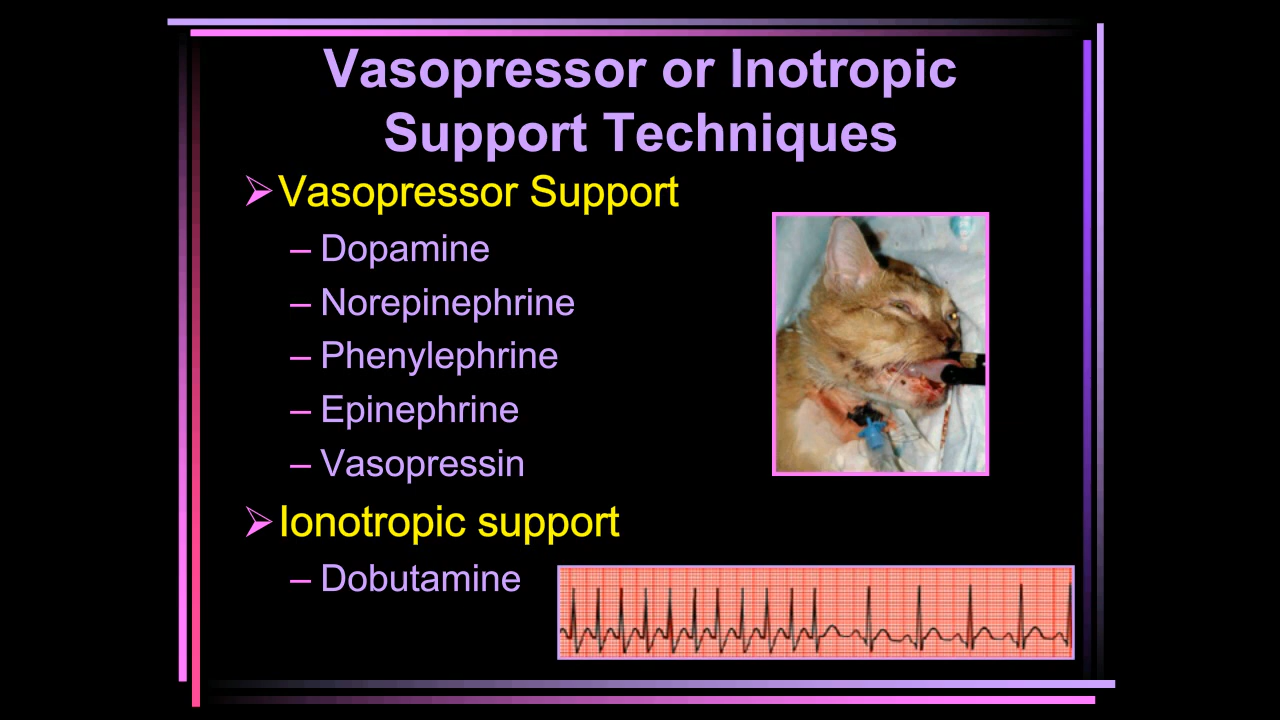 Vasopressor or Inotropic
Support Techniques
➢Vasopressor Support
– Dopamine
– Norepinephrine
– Phenylephrine
– Epinephrine
– Vasopressin
➢Ionotropic support
– Dobutamine